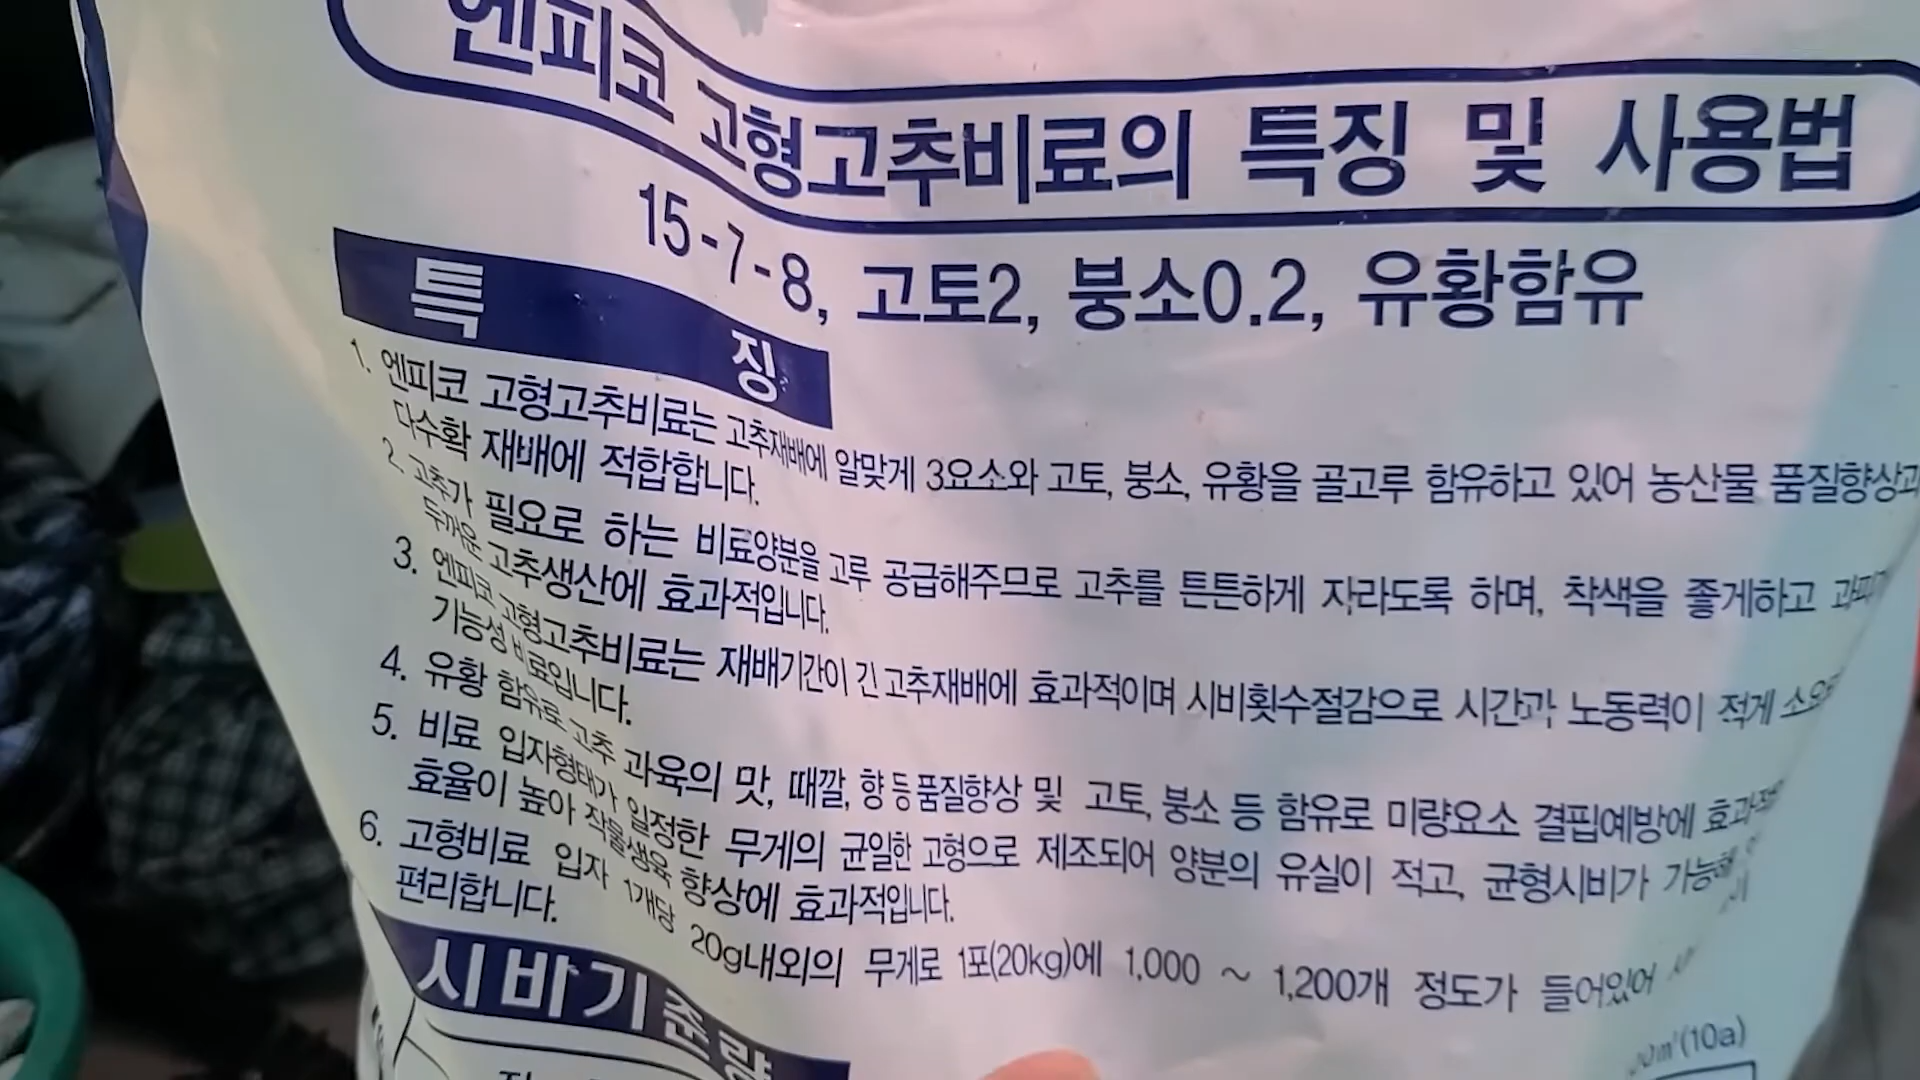 엔피코 고형고추비료의 특징 및 사용법
15-7-8, 고토2, 붕소0.2, 유황함유
특 징
1. 엔피코 고형고추비료는 고추재배에 알맞게 3요소와 고토, 붕소, 유황을 골고루 함유하고 있어 농산물 품질향상과
다수확 재배에 적합합니다.
2. 고추가 필요로 하는 비료양분을 고루 공급해주므로 고추를 튼튼하게 자라도록 하며, 착색을 좋게하고 과피가
두꺼운 고추생산에 효과적입니다.
3. 엔피코 고형고추비료는 재배기간이 긴 고추재배에 효과적이며 시비횟수절감으로 시간과 노동력이 적게
기능성 비료입니다.
4. 유황 함유로 고추 과육의 맛, 때깔, 향 등 품질향상 및 고토, 붕소 등 함유로 미량요소 결핍예방에
5. 비료 입자형태가 일정한 무게의 균일한 고형으로 제조되어 양분의 유실이 적고, 균형시비가 가능해
효율이 높아 작물생육 향상에 효과적입니다.
6. 고형비료 입자 1개당 20g내외의 무게로 1포(20kg)에 1,000 ~ 1,200개 정도가 들어있어
편리합니다.
시비기준량
(10a)